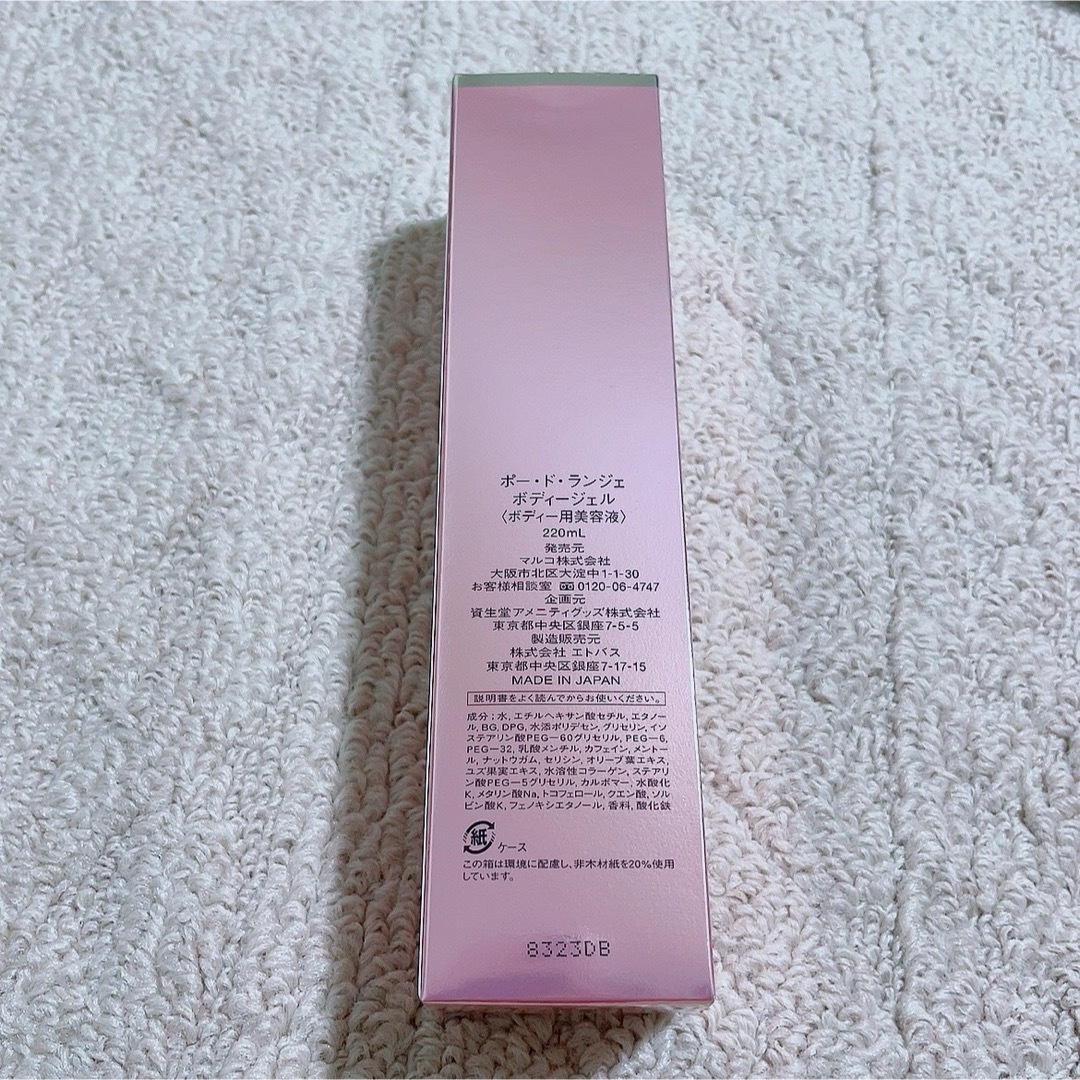 ポー・ド・ランジェ
ボディージェル
〈ボディー用美容液〉
220mL
発売元
マルコ株式会社
大阪市北区大淀中1-1-30
お客様相談室 0120-06-4747
企画元
資生堂アメニティグッズ株式会社
東京都中央区銀座7-5-5
製造販売元
株式会社 エトバス
東京都中央区銀座7-17-15
MADE IN JAPAN
説明書をよく読んでからお使いください。
成分：水, エチルヘキサン酸セチル, エタノー
ル, BG, DPG, 水添ポリデセン, グリセリン, イソ
ステアリン酸PEG－60グリセリル, PEG－6,
PEG－32, 乳酸メンチル, カフェイン, メントー
ル, ナットウガム, セリシン, オリーブ葉エキス,
ユズ果実エキス, 水溶性コラーゲン, ステアリ
ン酸PEG－5グリセリル, カルボマー, 水酸化
K, メタリン酸Na, トコフェロール, クエン酸, ソル
ビン酸K, フェノキシエタノール, 香料, 酸化鉄
紙 ケース
この箱は環境に配慮し、非木材紙を20％使用
しています。
8323DB